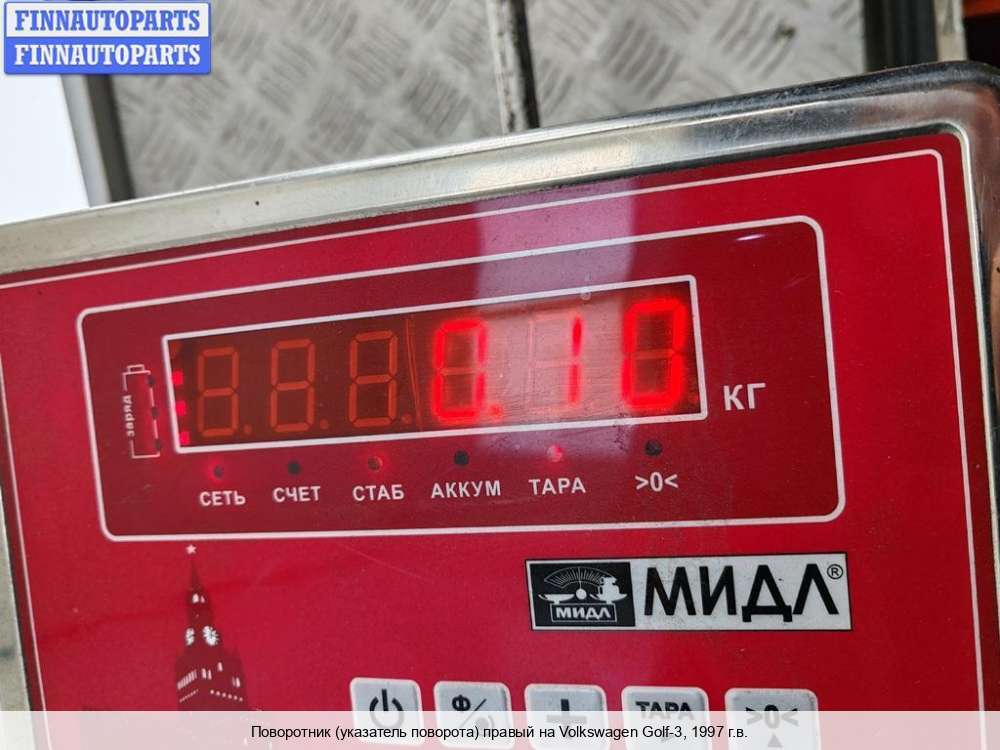 FINNAUTOPARTS
FINNAUTOPARTS
заряд
0.10
КГ
СЕТЬ СЧЕТ СТАБ АККУМ ТАРА >0<
МИДЛ МИДЛ®
Ф/ + ТАРА >0<
Поворотник (указатель поворота) правый на Volkswagen Golf-3, 1997 г.в.